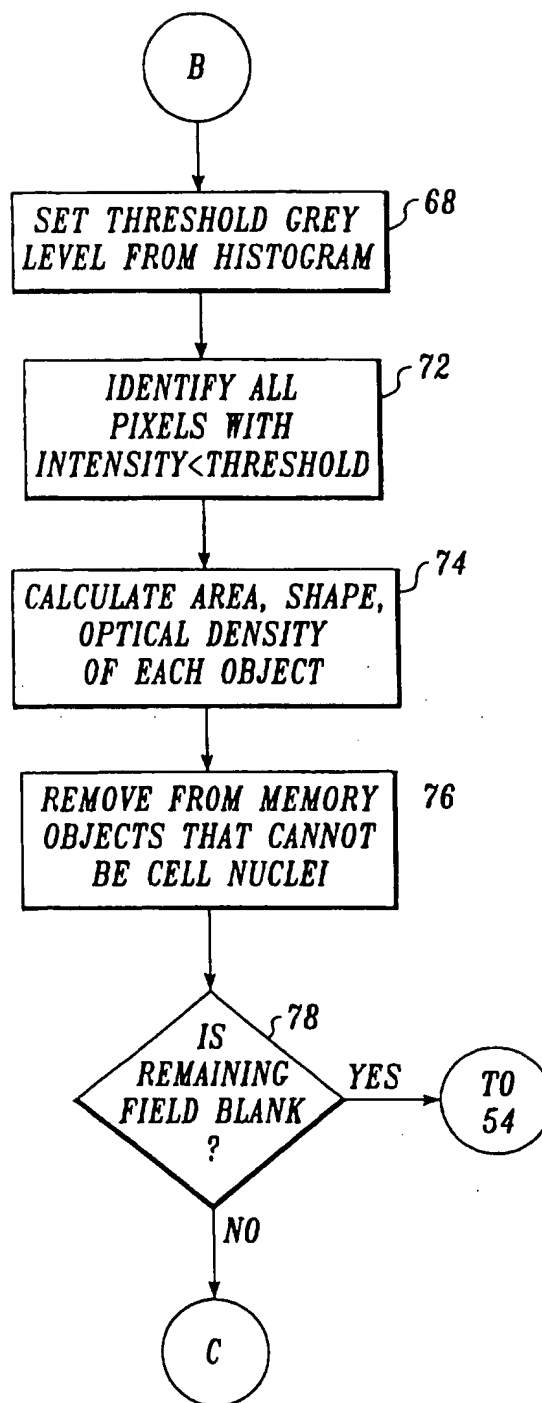 B
SET THRESHOLD GREY
LEVEL FROM HISTOGRAM
68
IDENTIFY ALL
PIXELS WITH
INTENSITY<THRESHOLD
72
CALCULATE AREA, SHAPE,
OPTICAL DENSITY
OF EACH OBJECT
74
REMOVE FROM MEMORY
OBJECTS THAT CANNOT
BE CELL NUCLEI
76
IS
REMAINING
FIELD BLANK
?
78
YES
TO
54
NO
C